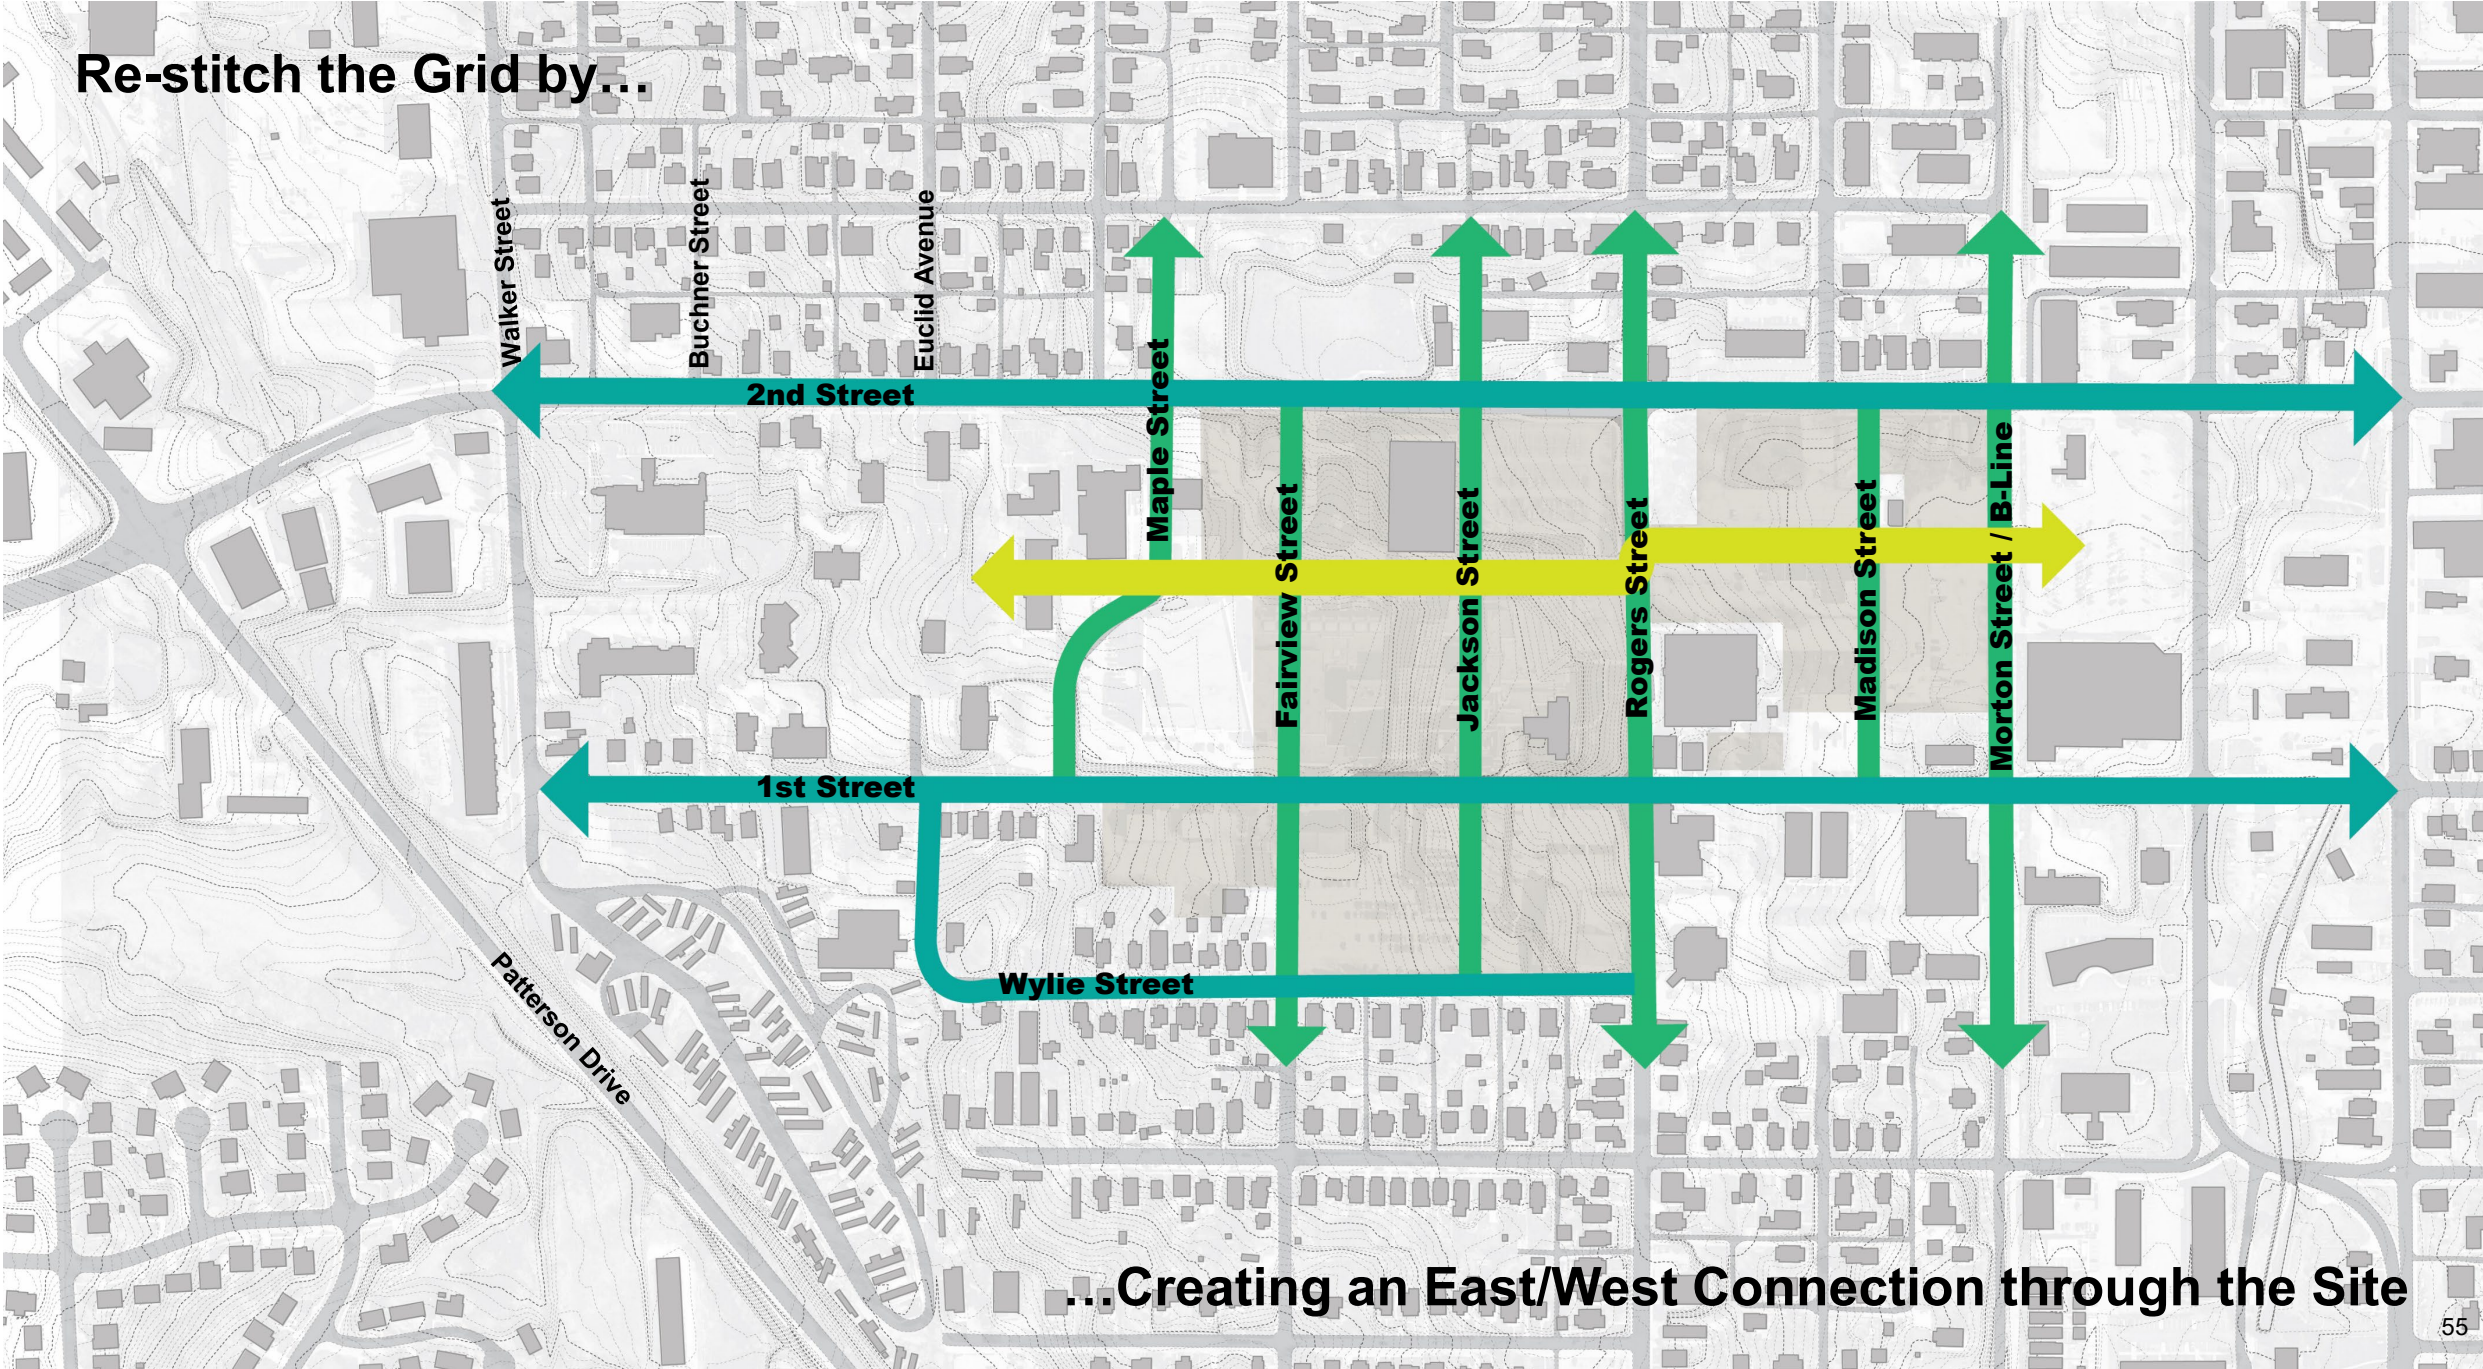 Re-stitch the Grid by…
Walker Street
Buchner Street
Euclid Avenue
2nd Street
Maple Street
Fairview Street
Jackson Street
Rogers Street
Madison Street
Morton Street / B-Line
1st Street
Wylie Street
Patterson Drive
…Creating an East/West Connection through the Site
55